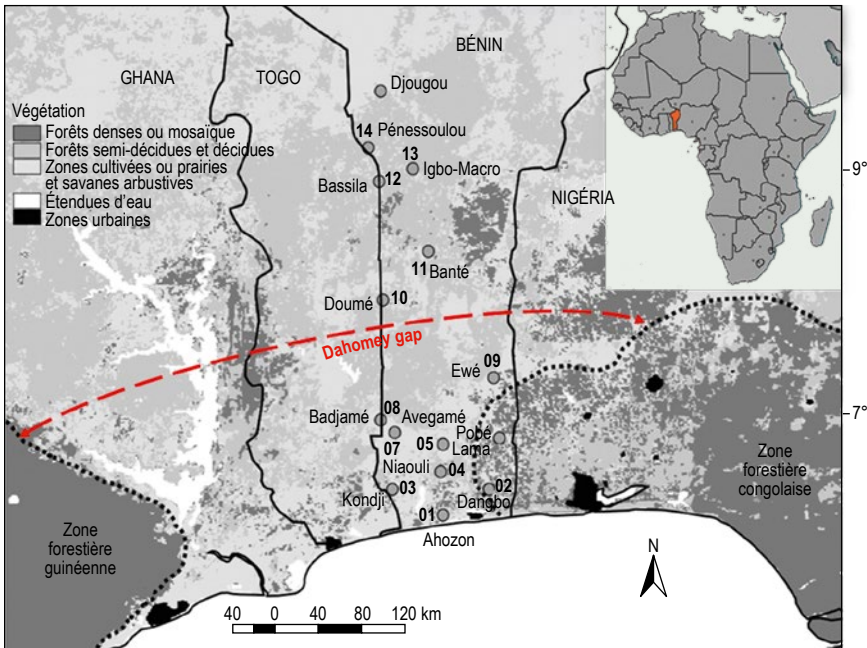 BÉNIN
GHANA
TOGO
Djougou
Végétation
Forêts denses ou mosaïque
Forêts semi-décidues et décidues
Zones cultivées ou prairies
et savanes arbustives
Étendues d'eau
Zones urbaines
14 Pénessoulou
13
Igbo-Macro
Bassila 12
9°
NIGÉRIA
11 Banté
Doumé 10
Dahomey gap
09
Ewé
08
Badjamé Avegamé
7°
07
05 Pobé
Lama
Niaouli 04
Kondji 03
02
Dangbo
01
Ahozon
Zone
forestière
congolaise
Zone
forestière
guinéenne
N
40 0 40 80 120 km